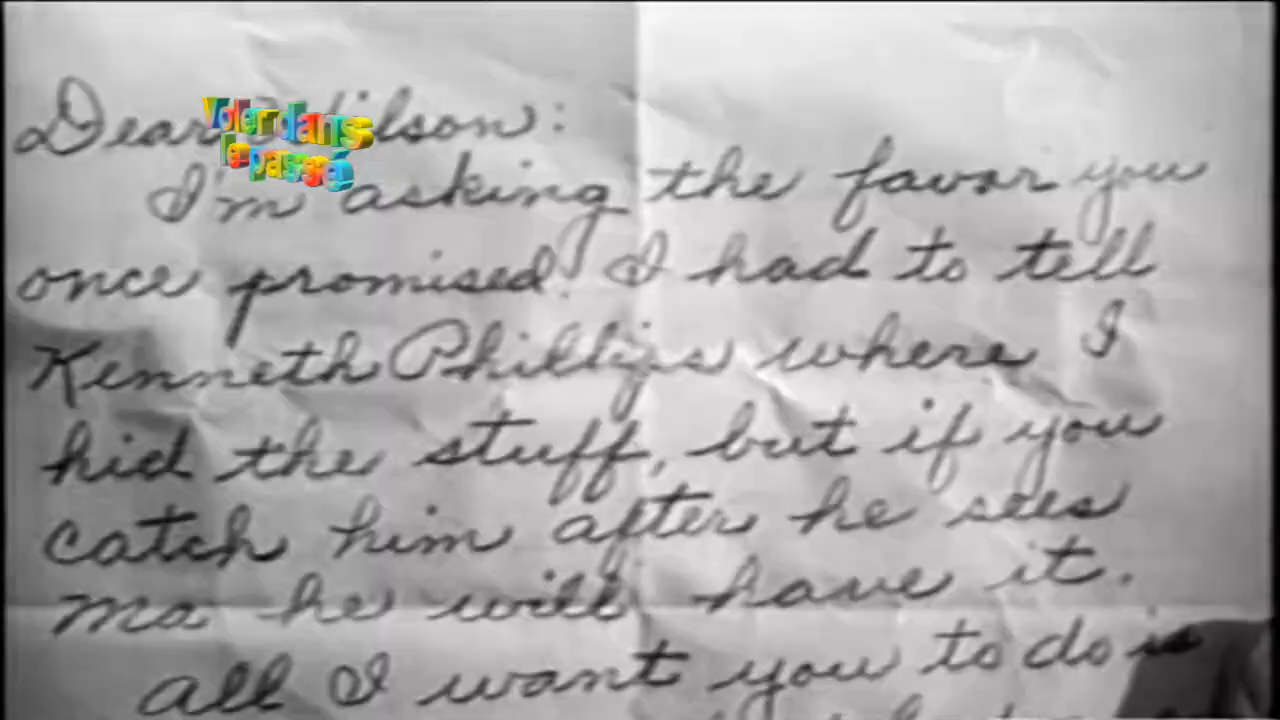 Voler dans
le passé
Dear Wilson:
I'm asking the favor you
once promised. I had to tell
Kenneth Phillips where I
hid the stuff, but if you
catch him after he sees
Ma he will have it.
all I want you to do is